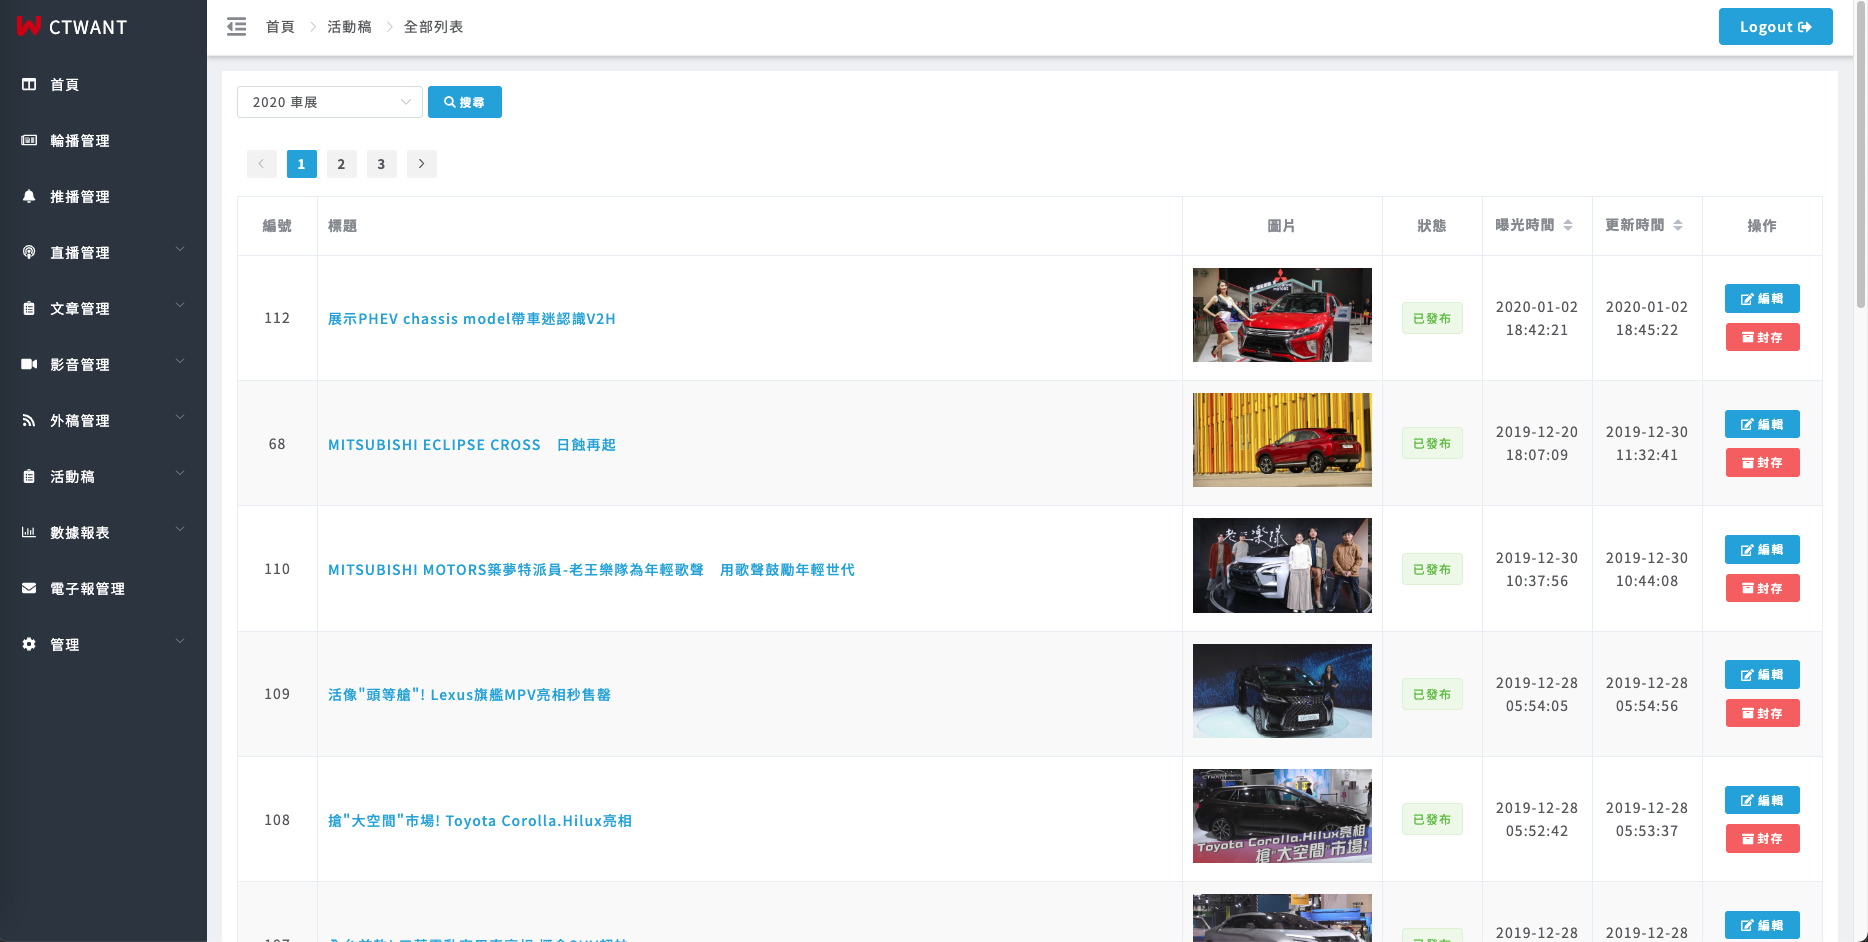 CTWANT
首頁
活動稿
全部列表
Logout
首頁
輪播管理
推播管理
直播管理
文章管理
影音管理
外稿管理
活動稿
數據報表
電子報管理
管理
2020 車展
搜尋
1
2
3
編號
標題
圖片
狀態
曝光時間
更新時間
操作
112
展示PHEV chassis model帶車迷認識V2H
已發布
2020-01-02
18:42:21
2020-01-02
18:45:22
編輯
封存
68
MITSUBISHI ECLIPSE CROSS　日蝕再起
已發布
2019-12-20
18:07:09
2019-12-30
11:32:41
編輯
封存
110
MITSUBISHI MOTORS築夢特派員-老王樂隊為年輕歌聲　用歌聲鼓勵年輕世代
老王樂隊
已發布
2019-12-30
10:37:56
2019-12-30
10:44:08
編輯
封存
109
活像"頭等艙"! Lexus旗艦MPV亮相秒售罄
已發布
2019-12-28
05:54:05
2019-12-28
05:54:56
編輯
封存
108
搶"大空間"市場! Toyota Corolla.Hilux亮相
CTWANT
Toyota Corolla.Hilux亮相
搶"大空間"市場!
已發布
2019-12-28
05:52:42
2019-12-28
05:53:37
編輯
封存
2019-12-28
2019-12-28
編輯